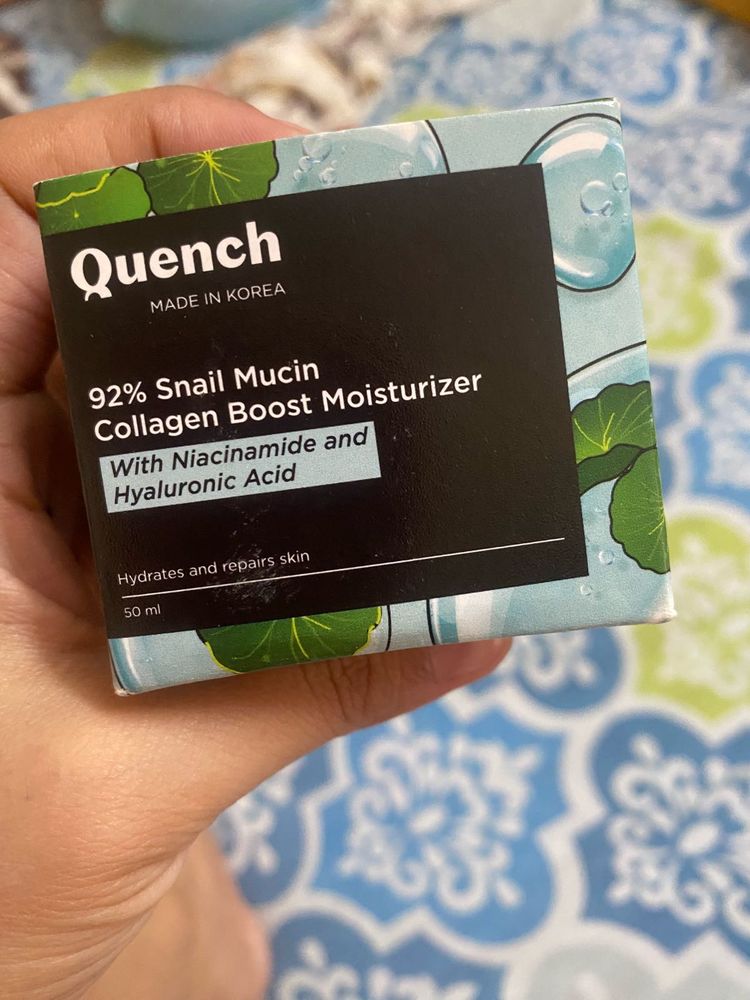 Quench
MADE IN KOREA
92% Snail Mucin
Collagen Boost Moisturizer
With Niacinamide and
Hyaluronic Acid
Hydrates and repairs skin
50 ml